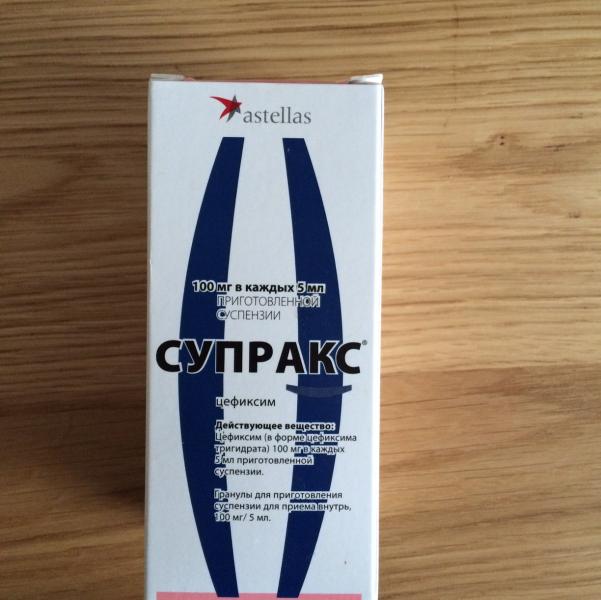 astellas
100 мг в каждых 5 мл
ПРИГОТОВЛЕННОЙ
СУСПЕНЗИИ
СУПРАКС®
цефиксим
Действующее вещество:
Цефиксим (в форме цефиксима
тригидрата) 100 мг в каждых
5 мл приготовленной
суспензии.
Гранулы для приготовления
суспензии для приема внутрь,
100 мг/ 5 мл.